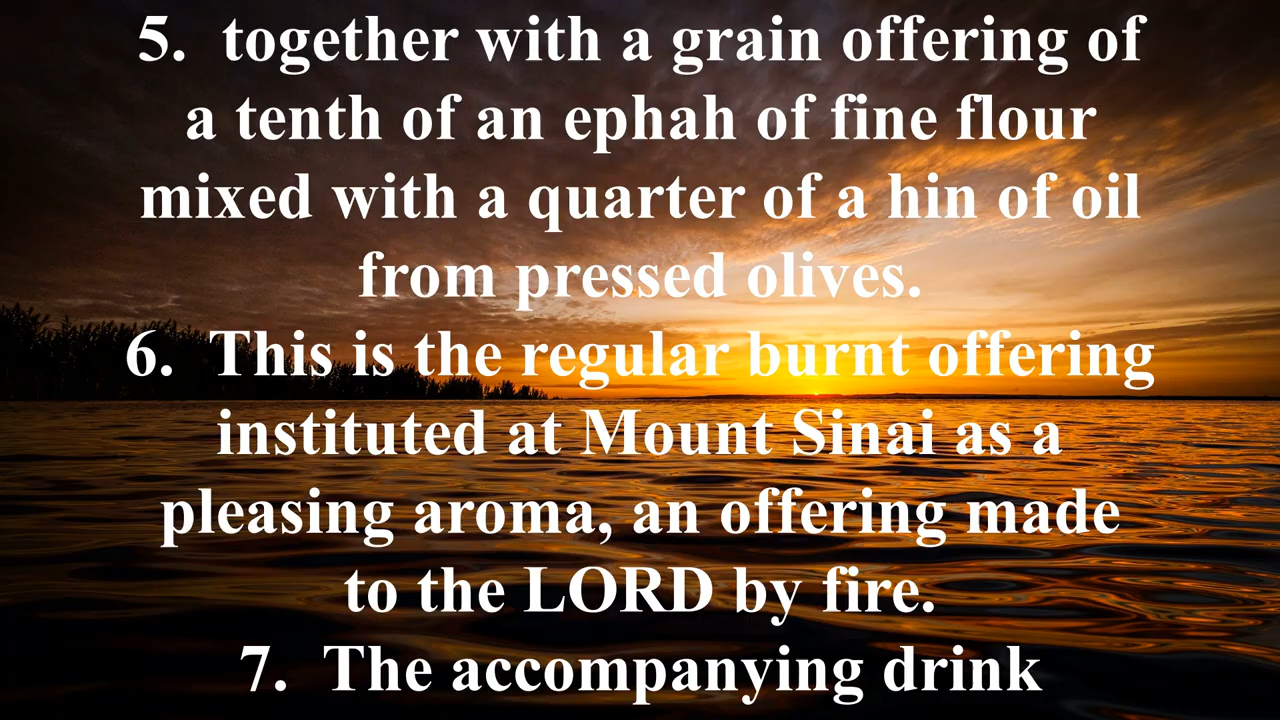 5.  together with a grain offering of
a tenth of an ephah of fine flour
mixed with a quarter of a hin of oil
from pressed olives.
6.  This is the regular burnt offering
instituted at Mount Sinai as a
pleasing aroma, an offering made
to the LORD by fire.
7.  The accompanying drink